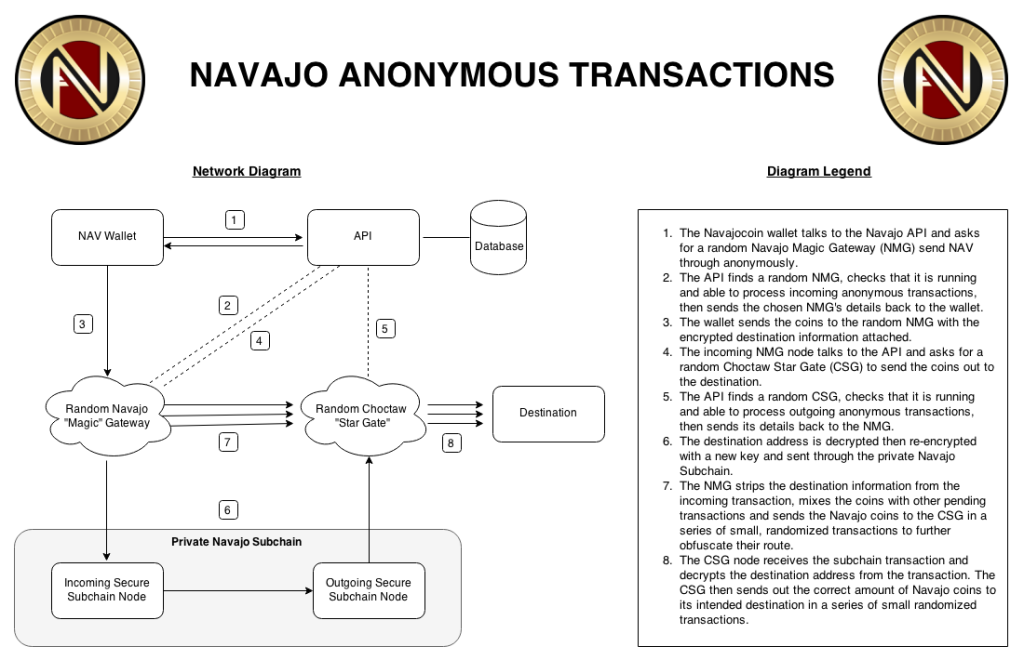 NAVAJO ANONYMOUS TRANSACTIONS
Network Diagram
NAV Wallet
1
API
Database
2
3
4
5
Random Navajo
"Magic" Gateway
Random Choctaw
"Star Gate"
Destination
7
8
6
Private Navajo Subchain
Incoming Secure
Subchain Node
Outgoing Secure
Subchain Node
Diagram Legend
1. The Navajocoin wallet talks to the Navajo API and asks
for a random Navajo Magic Gateway (NMG) send NAV
through anonymously.
2. The API finds a random NMG, checks that it is running
and able to process incoming anonymous transactions,
then sends the chosen NMG's details back to the wallet.
3. The wallet sends the coins to the random NMG with the
encrypted destination information attached.
4. The incoming NMG node talks to the API and asks for a
random Choctaw Star Gate (CSG) to send the coins out to
the destination.
5. The API finds a random CSG, checks that it is running
and able to process outgoing anonymous transactions,
then sends its details back to the NMG.
6. The destination address is decrypted then re-encrypted
with a new key and sent through the private Navajo
Subchain.
7. The NMG strips the destination information from the
incoming transaction, mixes the coins with other pending
transactions and sends the Navajo coins to the CSG in a
series of small, randomized transactions to further
obfuscate their route.
8. The CSG node receives the subchain transaction and
decrypts the destination address from the transaction. The
CSG then sends out the correct amount of Navajo coins to
its intended destination in a series of small randomized
transactions.